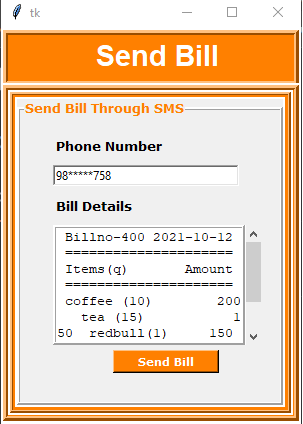 tk
Send Bill
Send Bill Through SMS
Phone Number
98*****758
Bill Details
Billno-400 2021-10-12
=====================
Items(q)       Amount
=====================
coffee (10)        200
tea (15)           1
50  redbull(1)     150
Send Bill